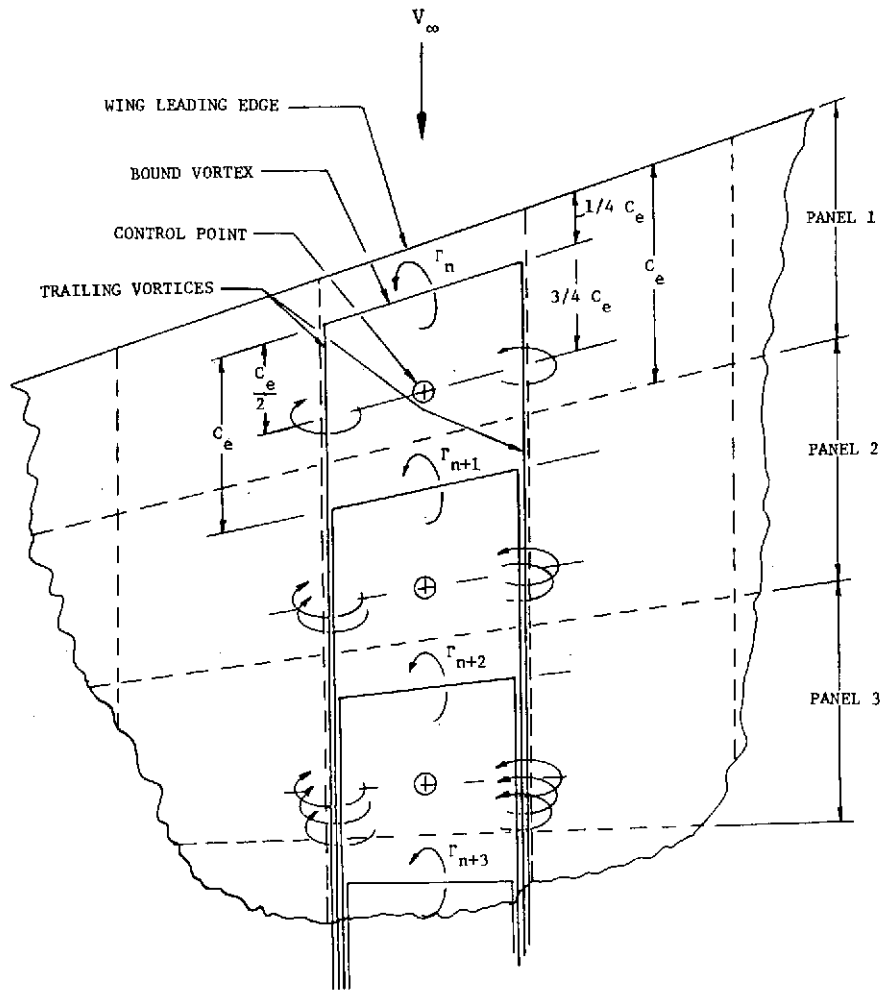 V∞
WING LEADING EDGE
BOUND VORTEX
CONTROL POINT
TRAILING VORTICES
Γn
1/4 Ce
3/4 Ce
Ce
PANEL 1
Ce/2
Ce
Γn+1
PANEL 2
Γn+2
PANEL 3
Γn+3